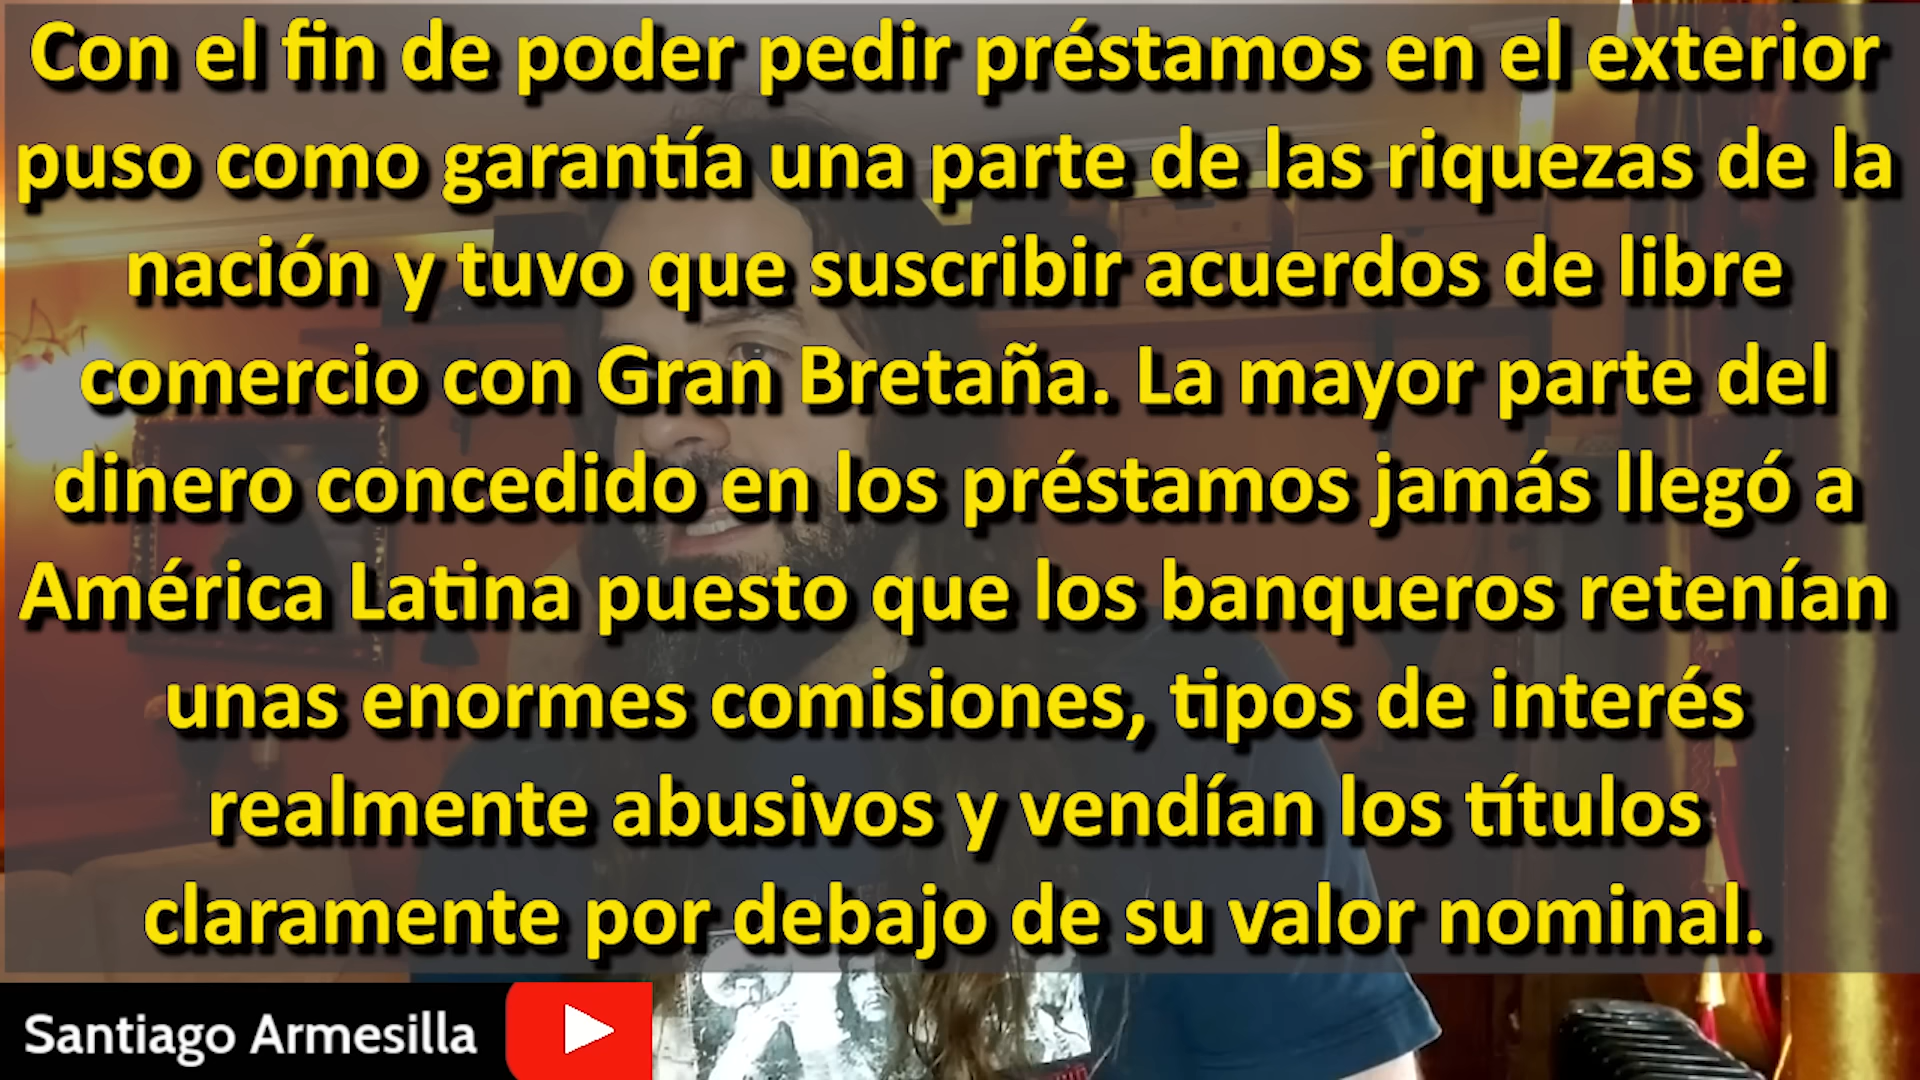 Con el fin de poder pedir préstamos en el exterior
puso como garantía una parte de las riquezas de la
nación y tuvo que suscribir acuerdos de libre
comercio con Gran Bretaña. La mayor parte del
dinero concedido en los préstamos jamás llegó a
América Latina puesto que los banqueros retenían
unas enormes comisiones, tipos de interés
realmente abusivos y vendían los títulos
claramente por debajo de su valor nominal.
Santiago Armesilla